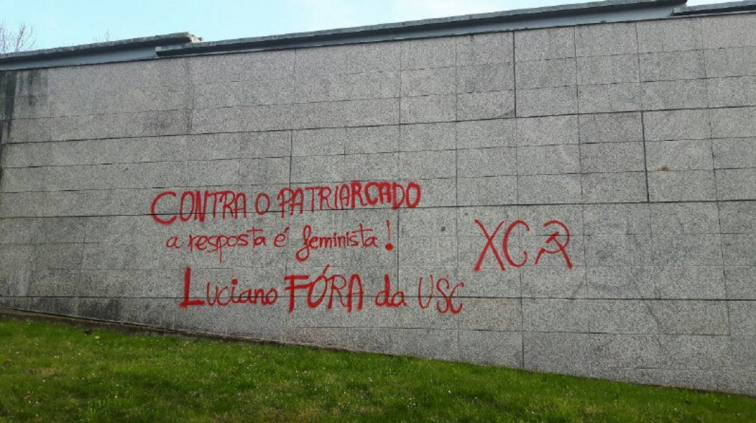 CONTRA O PATRIARCADO
a resposta é feminista!
Luciano FÓRA da USC
XC☭